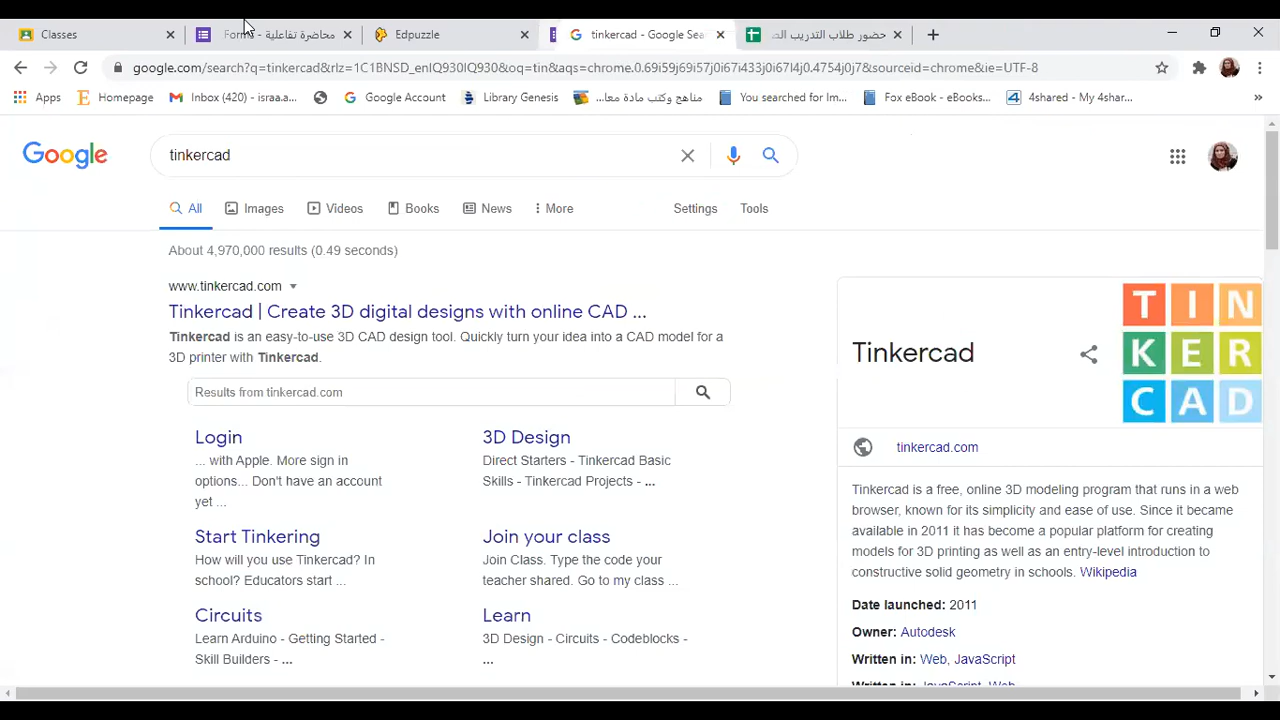 Classes
Forms - محاضرة تفاعلية
Edpuzzle
tinkercad - Google Sea
حضور طلاب التدريب الص
google.com/search?q=tinkercad&rlz=1C1BNSD_enIQ930IQ930&oq=tin&aqs=chrome.0.69i59j69i57j0i67i433j0i67l4j0.4754j0j7&sourceid=chrome&ie=UTF-8
Apps
Homepage
Inbox (420) - israa.a...
Google Account
Library Genesis
مناهج وكتب مادة معا...
You searched for Im...
Fox eBook - eBooks...
4shared - My 4shar...
»
Google
tinkercad
All
Images
Videos
Books
News
More
Settings
Tools
About 4,970,000 results (0.49 seconds)
www.tinkercad.com
Tinkercad | Create 3D digital designs with online CAD ...
Tinkercad is an easy-to-use 3D CAD design tool. Quickly turn your idea into a CAD model for a
3D printer with Tinkercad.
Results from tinkercad.com
Login
... with Apple. More sign in
options... Don't have an account
yet ...
3D Design
Direct Starters - Tinkercad Basic
Skills - Tinkercad Projects - ...
Start Tinkering
How will you use Tinkercad? In
school? Educators start ...
Join your class
Join Class. Type the code your
teacher shared. Go to my class ...
Circuits
Learn Arduino - Getting Started -
Skill Builders - ...
Learn
3D Design - Circuits - Codeblocks -
...
Tinkercad
TIN
KER
CAD
tinkercad.com
Tinkercad is a free, online 3D modeling program that runs in a web
browser, known for its simplicity and ease of use. Since it became
available in 2011 it has become a popular platform for creating
models for 3D printing as well as an entry-level introduction to
constructive solid geometry in schools. Wikipedia
Date launched: 2011
Owner: Autodesk
Written in: Web, JavaScript
Written in: JavaScript, Web